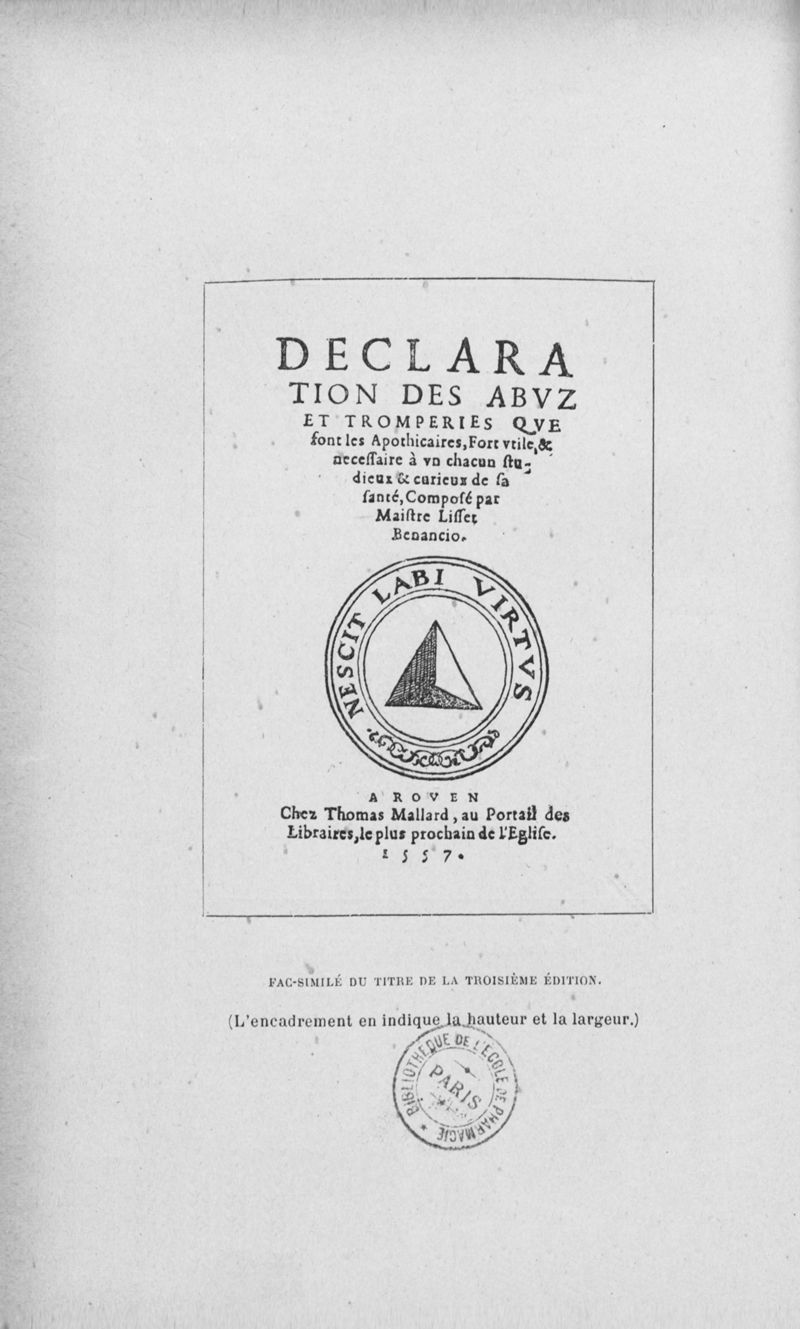 DECLARA
TION DES ABVZ
ET TROMPERIES QVE
font les Apothicaires, Fort vtile, &
neceſſaire à vn chacun ſtu-
dieux & curieux de ſa
ſanté, Compoſé par
Maiſtre Liſſet
Benancio.
NESCIT LABI VIRTVS
A ROVEN
Chez Thomas Mallard, au Portail des
Libraires, le plus prochain de l'Egliſe.
1557.
FAC-SIMILÉ DU TITRE DE LA TROISIÈME ÉDITION.
(L'encadrement en indique la hauteur et la largeur.)
BIBLIOTHEQUE DE L'ÉCOLE DE PHARMACIE
PARIS